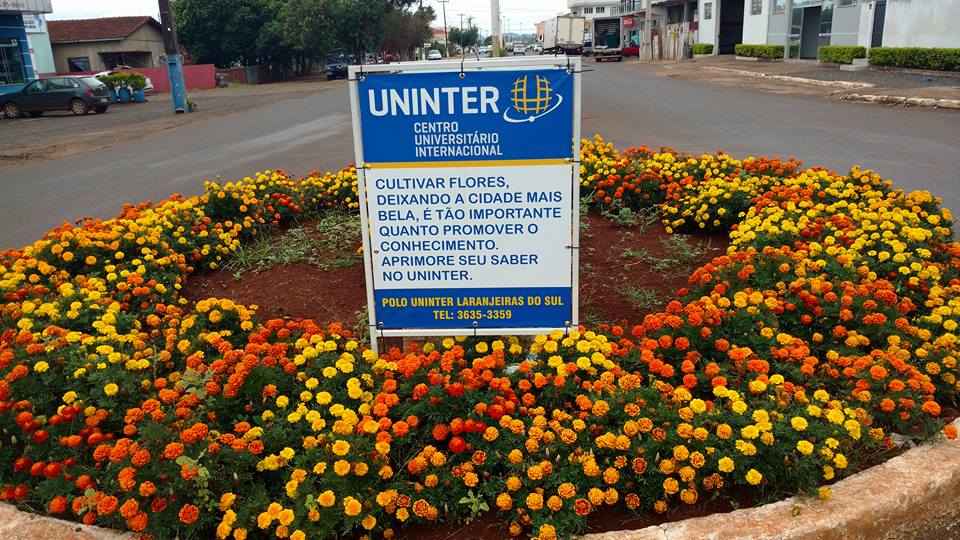 UNINTER
CENTRO
UNIVERSITÁRIO
INTERNACIONAL
CULTIVAR FLORES,
DEIXANDO A CIDADE MAIS
BELA, É TÃO IMPORTANTE
QUANTO PROMOVER O
CONHECIMENTO.
APRIMORE SEU SABER
NO UNINTER.
POLO UNINTER LARANJEIRAS DO SUL
TEL: 3635-3359